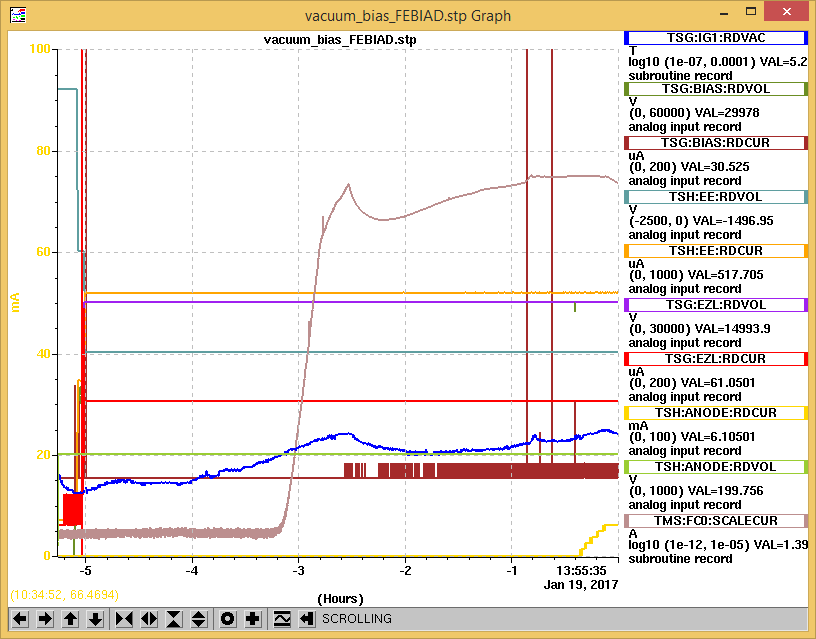 vacuum_bias_FEBIAD.stp Graph
vacuum_bias_FEBIAD.stp
100
80
60
40
20
0
mA
-5
-4
-3
-2
-1
13:55:35
Jan 19, 2017
(Hours)
(10:34:52, 66.4694)
TSG:IG1:RDVAC
T
log10 (1e-07, 0.0001) VAL=5.2
subroutine record
TSG:BIAS:RDVOL
V
(0, 60000) VAL=29978
analog input record
TSG:BIAS:RDCUR
uA
(0, 200) VAL=30.525
analog input record
TSH:EE:RDVOL
V
(-2500, 0) VAL=-1496.95
analog input record
TSH:EE:RDCUR
uA
(0, 1000) VAL=517.705
analog input record
TSG:EZL:RDVOL
V
(0, 30000) VAL=14993.9
analog input record
TSG:EZL:RDCUR
uA
(0, 200) VAL=61.0501
analog input record
TSH:ANODE:RDCUR
mA
(0, 100) VAL=6.10501
analog input record
TSH:ANODE:RDVOL
V
(0, 1000) VAL=199.756
analog input record
TMS:FC0:SCALECUR
A
log10 (1e-12, 1e-05) VAL=1.39
subroutine record
SCROLLING